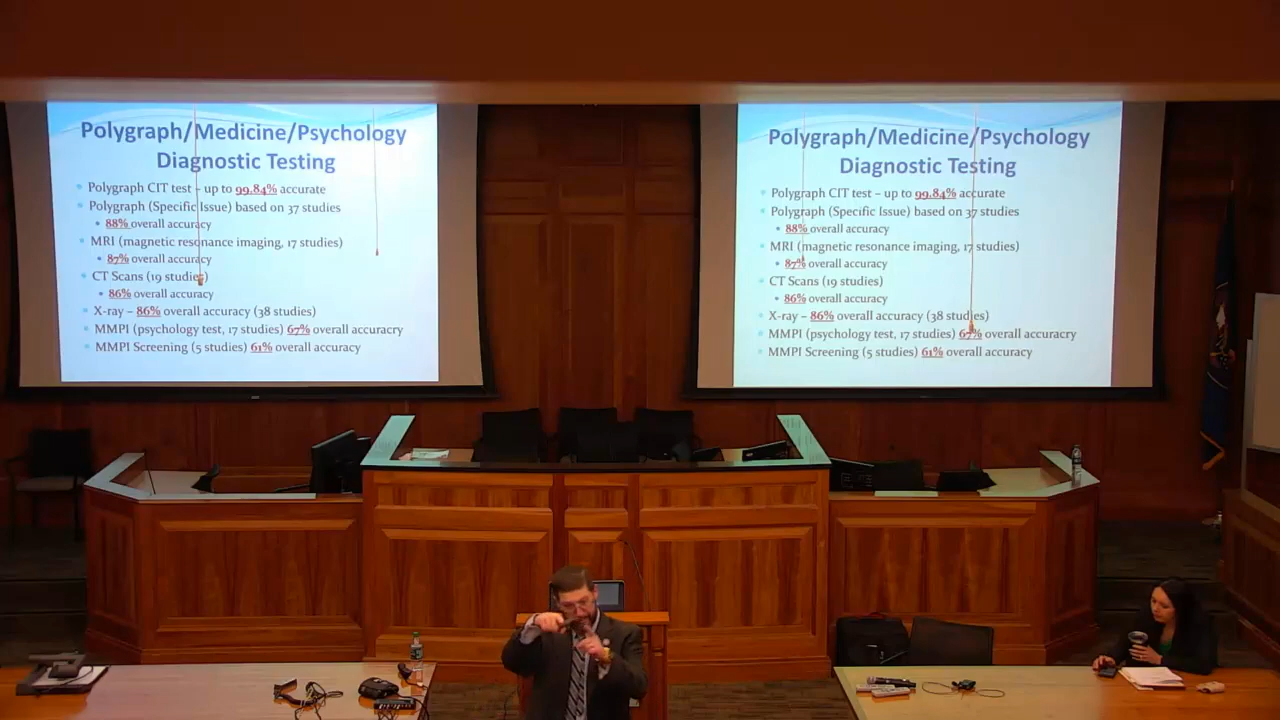 Polygraph/Medicine/Psychology
Diagnostic Testing
Polygraph CIT test – up to 99.84% accurate
Polygraph (Specific Issue) based on 37 studies
88% overall accuracy
MRI (magnetic resonance imaging, 17 studies)
87% overall accuracy
CT Scans (19 studies)
86% overall accuracy
X-ray – 86% overall accuracy (38 studies)
MMPI (psychology test, 17 studies) 67% overall accuracry
MMPI Screening (5 studies) 61% overall accuracy
Polygraph/Medicine/Psychology
Diagnostic Testing
Polygraph CIT test – up to 99.84% accurate
Polygraph (Specific Issue) based on 37 studies
88% overall accuracy
MRI (magnetic resonance imaging, 17 studies)
87% overall accuracy
CT Scans (19 studies)
86% overall accuracy
X-ray – 86% overall accuracy (38 studies)
MMPI (psychology test, 17 studies) 67% overall accuracry
MMPI Screening (5 studies) 61% overall accuracy